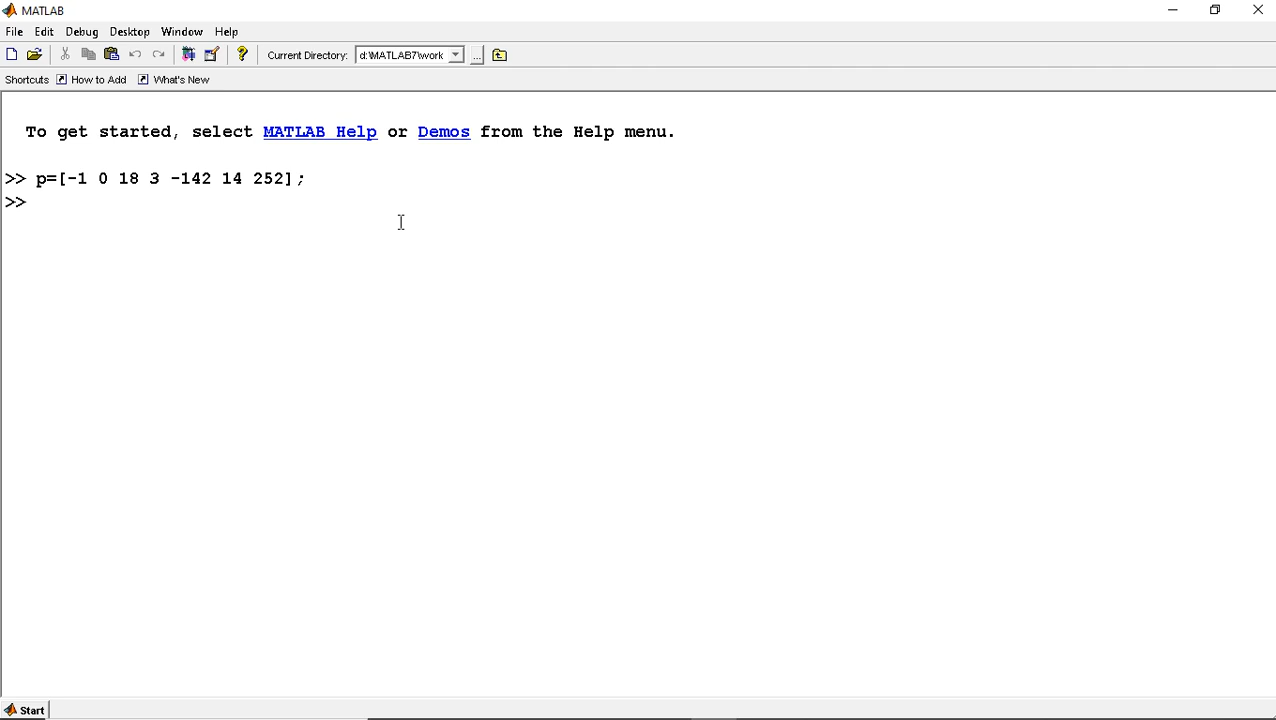 MATLAB
File Edit Debug Desktop Window Help
Current Directory: d:\MATLAB7\work ...
Shortcuts How to Add What's New
To get started, select MATLAB Help or Demos from the Help menu.
>> p=[-1 0 18 3 -142 14 252];
>>
Start